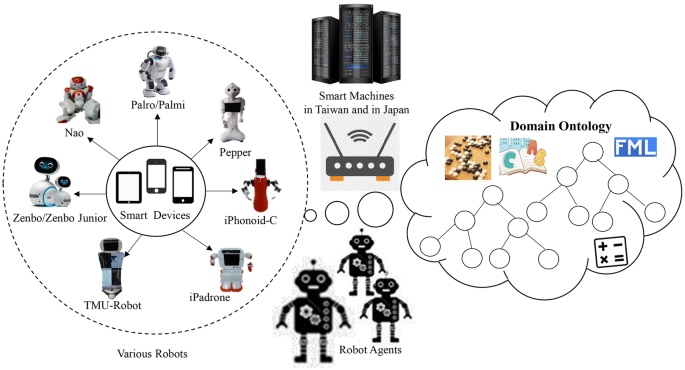 Palro/Palmi
Nao
Pepper
Zenbo/Zenbo Junior
Smart Devices
iPhonoid-C
TMU-Robot
iPadrone
Various Robots
Smart Machines
in Taiwan and in Japan
Robot Agents
Domain Ontology
FML
C A B
+ −
× =